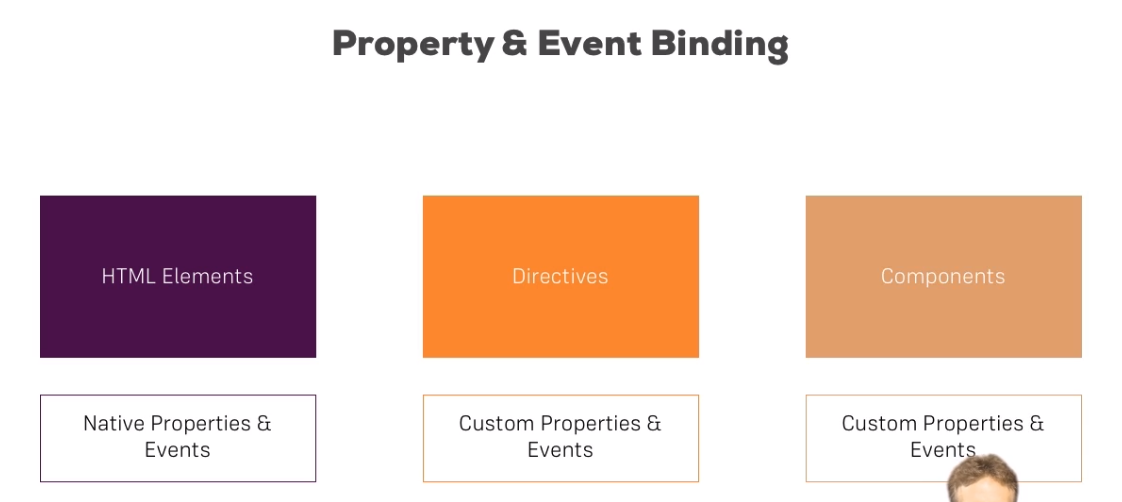 Property & Event Binding
HTML Elements
Directives
Components
Native Properties &
Events
Custom Properties &
Events
Custom Properties &
Events